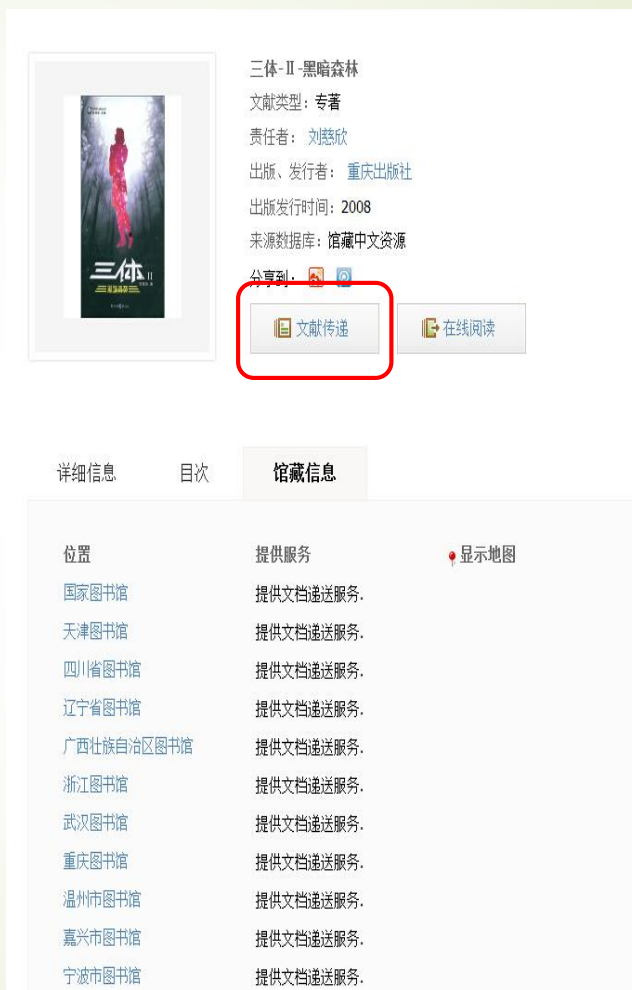 三体-Ⅱ-黑暗森林
文献类型：专著
责任者： 刘慈欣
出版、发行者： 重庆出版社
出版发行时间：2008
来源数据库：馆藏中文资源
分享到：
三体 II
黑暗森林
文献传递 在线阅读
详细信息 目次 馆藏信息
位置 提供服务 显示地图
国家图书馆 提供文档递送服务.
天津图书馆 提供文档递送服务.
四川省图书馆 提供文档递送服务.
辽宁省图书馆 提供文档递送服务.
广西壮族自治区图书馆 提供文档递送服务.
浙江图书馆 提供文档递送服务.
武汉图书馆 提供文档递送服务.
重庆图书馆 提供文档递送服务.
温州市图书馆 提供文档递送服务.
嘉兴市图书馆 提供文档递送服务.
宁波市图书馆 提供文档递送服务.